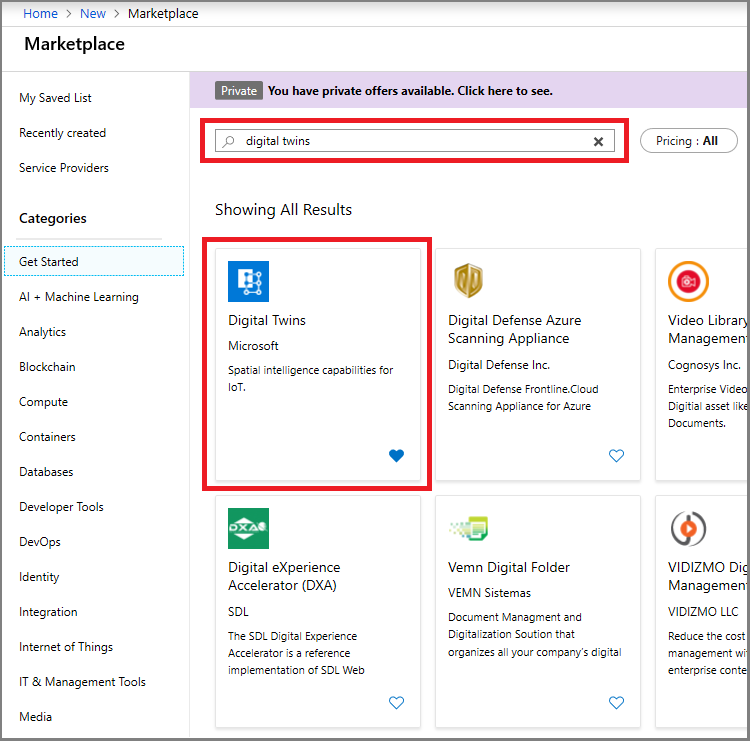 Home > New > Marketplace
Marketplace
My Saved List
Recently created
Service Providers
Categories
Get Started
AI + Machine Learning
Analytics
Blockchain
Compute
Containers
Databases
Developer Tools
DevOps
Identity
Integration
Internet of Things
IT & Management Tools
Media
Private You have private offers available. Click here to see.
digital twins
Pricing : All
Showing All Results
Digital Twins
Microsoft
Spatial intelligence capabilities for
IoT.
Digital Defense Azure
Scanning Appliance
Digital Defense Inc.
Digital Defense Frontline.Cloud
Scanning Appliance for Azure
Video Library
Management
Cognosys Inc.
Enterprise Video
Digitial asset like
Documents.
DXA
Digital eXperience
Accelerator (DXA)
SDL
The SDL Digital Experience
Accelerator is a reference
implementation of SDL Web
Vemn Digital Folder
VEMN Sistemas
Document Managment and
Digitalization Soution that
organizes all your company's digital
VIDIZMO Dig
Management
VIDIZMO LLC
Reduce the cost
management wi
enterprise conte